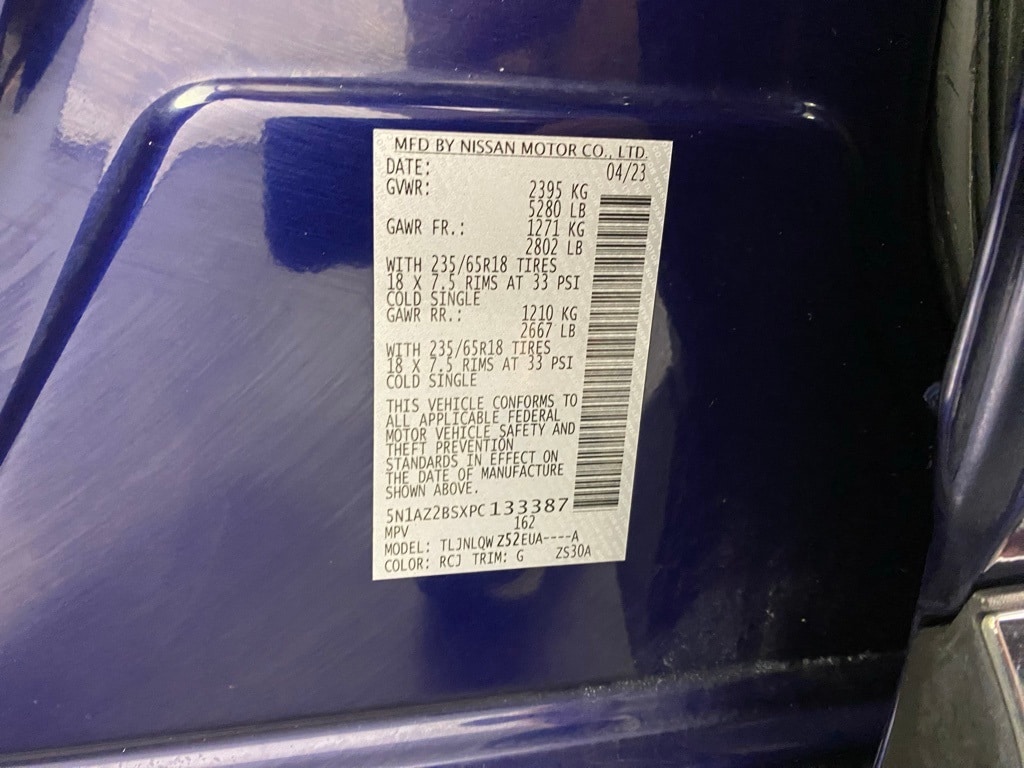 MFD BY NISSAN MOTOR CO., LTD.
DATE: 04/23
GVWR: 2395 KG
5280 LB
GAWR FR.: 1271 KG
2802 LB
WITH 235/65R18 TIRES
18 X 7.5 RIMS AT 33 PSI
COLD SINGLE
GAWR RR.: 1210 KG
2667 LB
WITH 235/65R18 TIRES
18 X 7.5 RIMS AT 33 PSI
COLD SINGLE
THIS VEHICLE CONFORMS TO
ALL APPLICABLE FEDERAL
MOTOR VEHICLE SAFETY AND
THEFT PREVENTION
STANDARDS IN EFFECT ON
THE DATE OF MANUFACTURE
SHOWN ABOVE.
5N1AZ2BSXPC133387
MPV 162
MODEL: TLJNLQWZ52EUA----A
COLOR: RCJ TRIM: G ZS30A